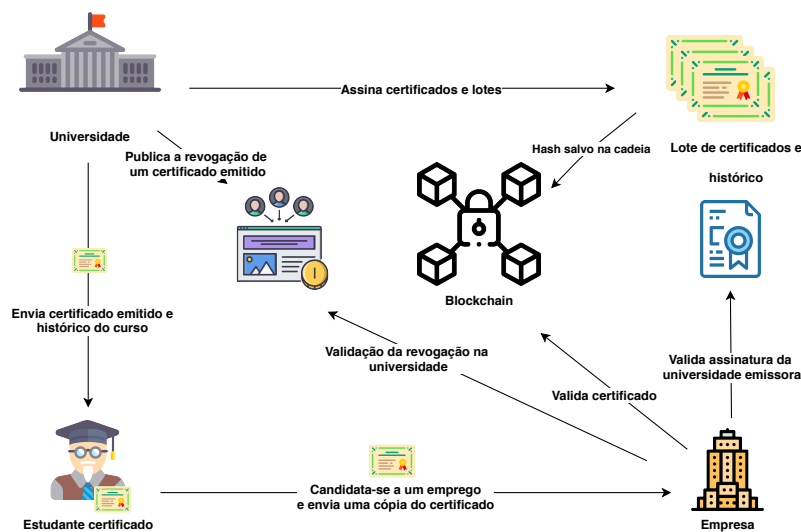 Assina certificados e lotes
Universidade
Publica a revogação de
um certificado emitido
Hash salvo na cadeia
Lote de certificados e
histórico
Blockchain
Envia certificado emitido e
histórico do curso
Validação da revogação na
universidade
Valida assinatura da
universidade emissora
Valida certificado
Candidata-se a um emprego
e envia uma cópia do certificado
Estudante certificado
Empresa